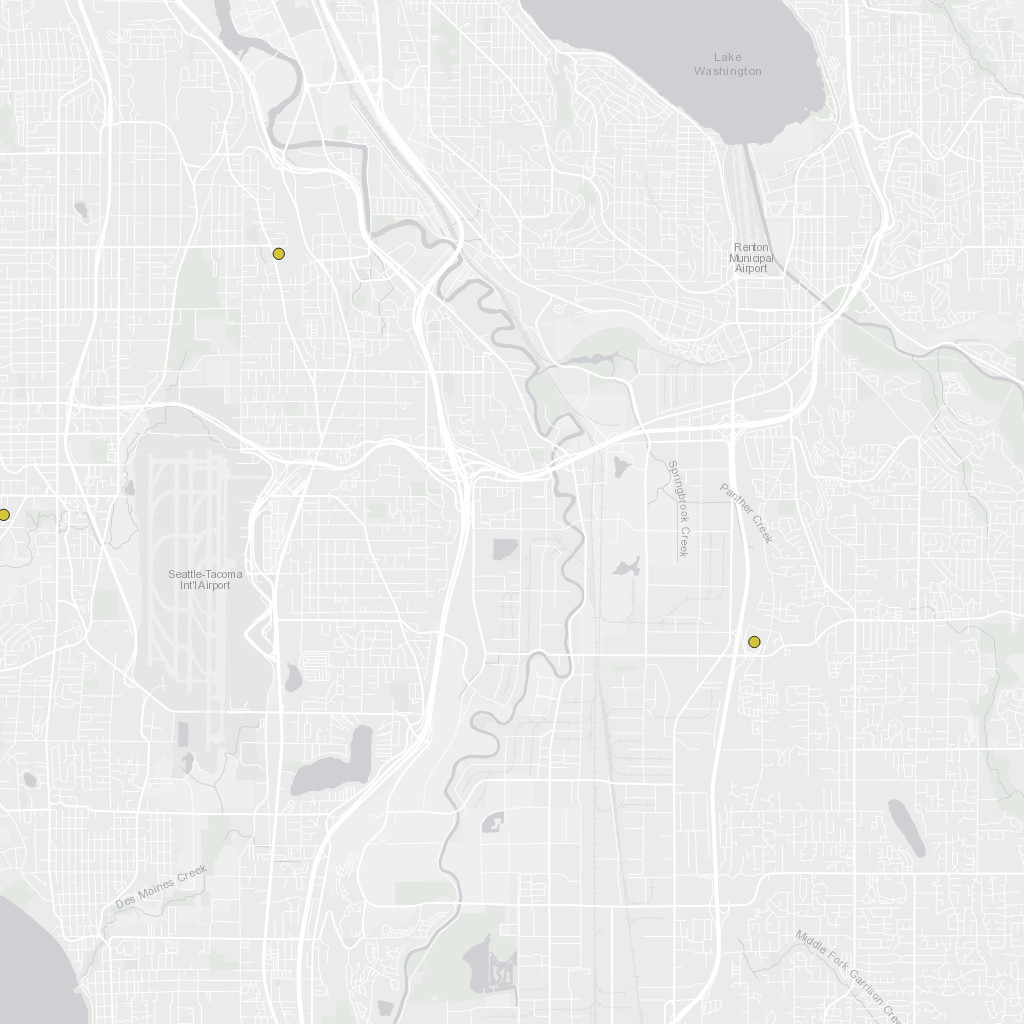 Lake
Washington
Renton
Municipal
Airport
Springbrook Creek
Panther Creek
Seattle-Tacoma
Int'l Airport
Des Moines Creek
Middle Fork Garrison Cree